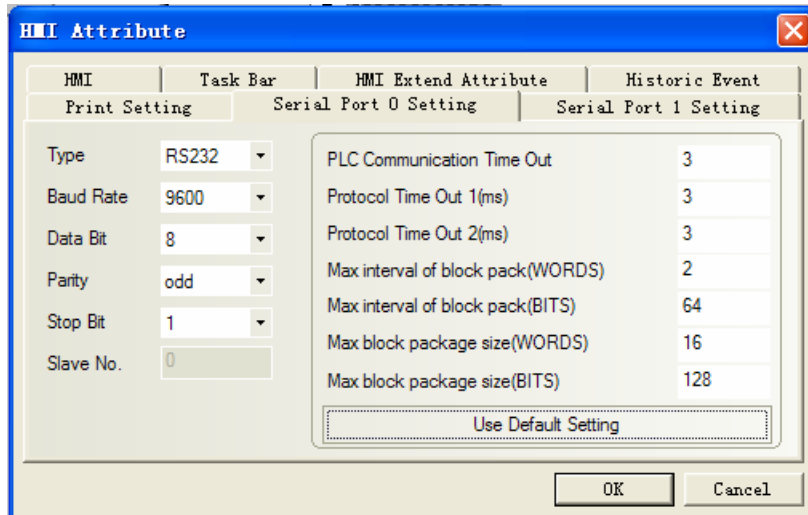 HMI Attribute
HMI Task Bar HMI Extend Attribute Historic Event
Print Setting Serial Port 0 Setting Serial Port 1 Setting
Type RS232
Baud Rate 9600
Data Bit 8
Parity odd
Stop Bit 1
Slave No. 0
PLC Communication Time Out 3
Protocol Time Out 1(ms) 3
Protocol Time Out 2(ms) 3
Max interval of block pack(WORDS) 2
Max interval of block pack(BITS) 64
Max block package size(WORDS) 16
Max block package size(BITS) 128
Use Default Setting
OK Cancel